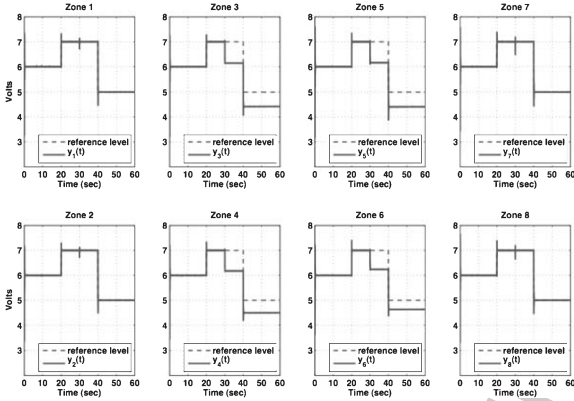 Zone 1
Zone 3
Zone 5
Zone 7
8
7
6
5
4
3
Volts
reference level
y1(t)
0 10 20 30 40 50 60
Time (sec)
8
7
6
5
4
3
reference level
y3(t)
0 10 20 30 40 50 60
Time (sec)
8
7
6
5
4
3
reference level
y5(t)
0 10 20 30 40 50 60
Time (sec)
8
7
6
5
4
3
reference level
y7(t)
0 10 20 30 40 50 60
Time (sec)
Zone 2
Zone 4
Zone 6
Zone 8
8
7
6
5
4
3
Volts
reference level
y2(t)
0 10 20 30 40 50 60
Time (sec)
8
7
6
5
4
3
reference level
y4(t)
0 10 20 30 40 50 60
Time (sec)
8
7
6
5
4
3
reference level
y6(t)
0 10 20 30 40 50 60
Time (sec)
8
7
6
5
4
3
reference level
y8(t)
0 10 20 30 40 50 60
Time (sec)